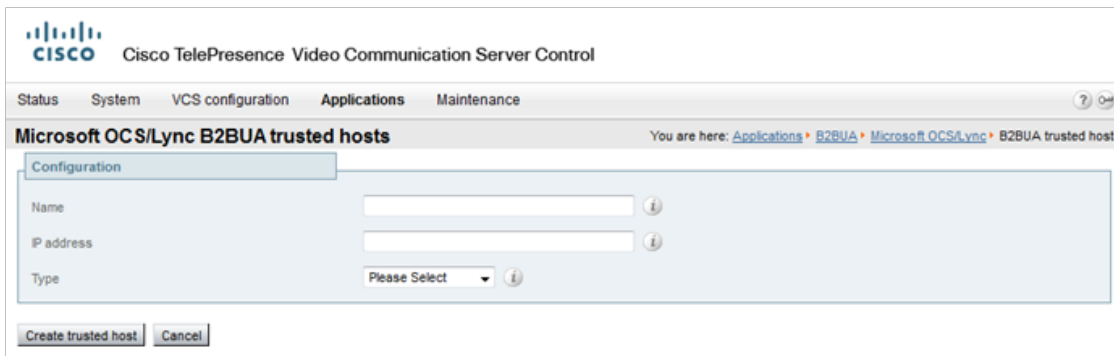 CISCO Cisco TelePresence Video Communication Server Control
Status System VCS configuration Applications Maintenance ?
Microsoft OCS/Lync B2BUA trusted hosts You are here: Applications B2BUA Microsoft OCS/Lync B2BUA trusted host
Configuration
Name i
IP address i
Type Please Select i
Create trusted host Cancel